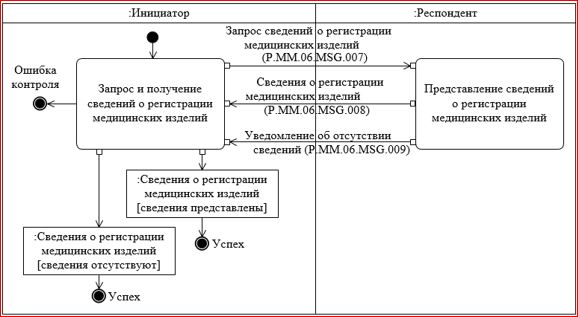 :Инициатор
:Респондент
Запрос сведений о регистрации
медицинских изделий
(P.MM.06.MSG.007)
Ошибка
контроля
Запрос и получение
сведений о регистрации
медицинских изделий
Сведения о регистрации
медицинских изделий
(P.MM.06.MSG.008)
Представление сведений
о регистрации
медицинских изделий
Уведомление об отсутствии
сведений (P.MM.06.MSG.009)
:Сведения о регистрации
медицинских изделий
[сведения представлены]
Успех
:Сведения о регистрации
медицинских изделий
[сведения отсутствуют]
Успех